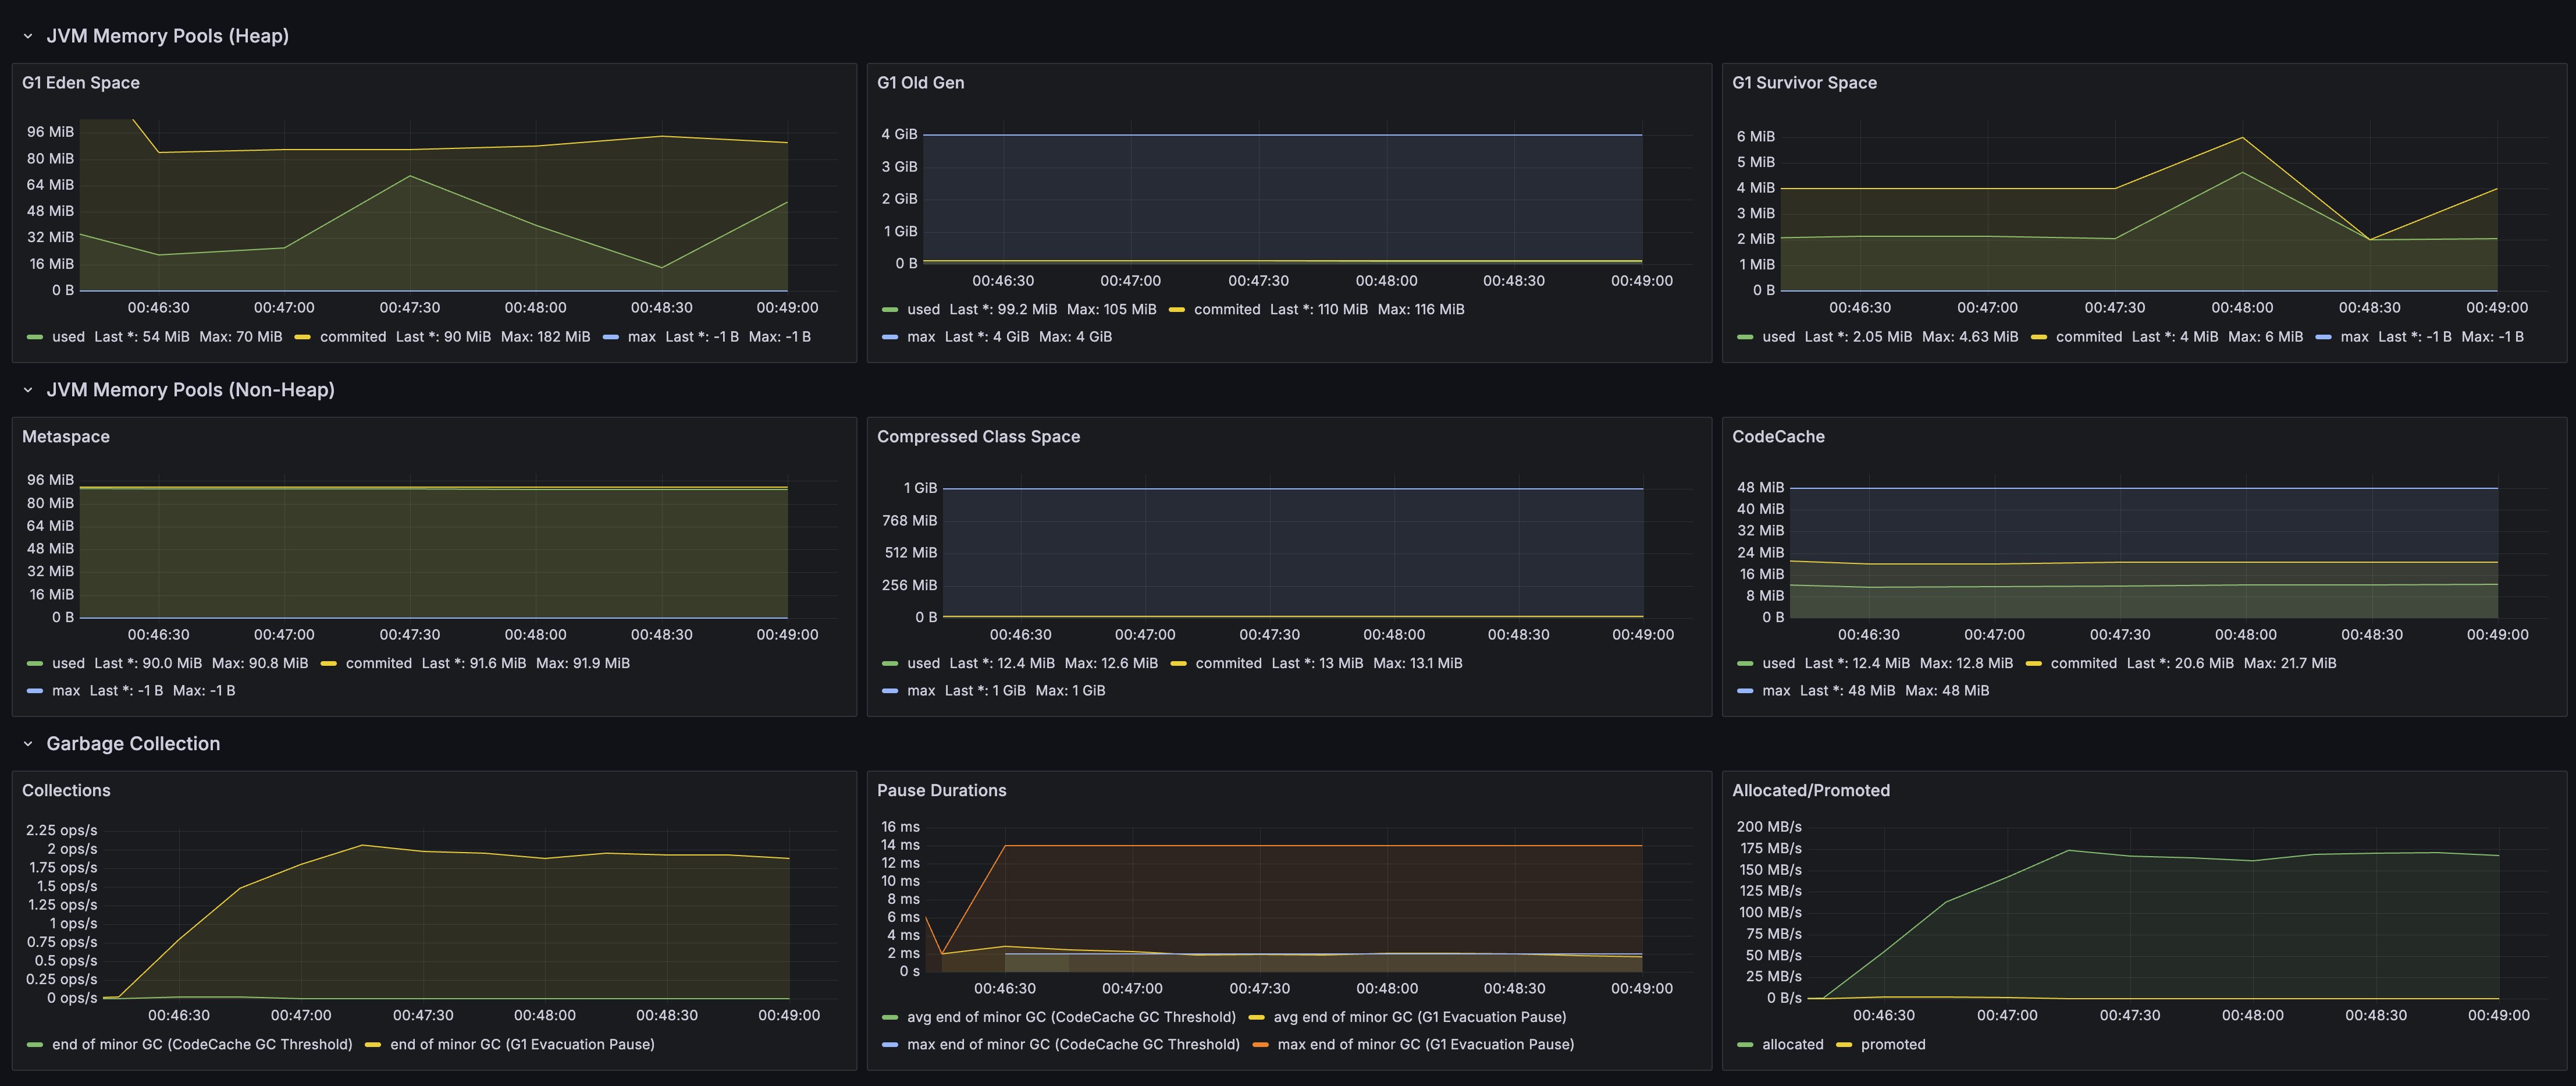 JVM Memory Pools (Heap)
G1 Eden Space
96 MiB
80 MiB
64 MiB
48 MiB
32 MiB
16 MiB
0 B
00:46:30 00:47:00 00:47:30 00:48:00 00:48:30 00:49:00
used Last *: 54 MiB Max: 70 MiB commited Last *: 90 MiB Max: 182 MiB max Last *: -1 B Max: -1 B
G1 Old Gen
4 GiB
3 GiB
2 GiB
1 GiB
0 B
00:46:30 00:47:00 00:47:30 00:48:00 00:48:30 00:49:00
used Last *: 99.2 MiB Max: 105 MiB commited Last *: 110 MiB Max: 116 MiB
max Last *: 4 GiB Max: 4 GiB
G1 Survivor Space
6 MiB
5 MiB
4 MiB
3 MiB
2 MiB
1 MiB
0 B
00:46:30 00:47:00 00:47:30 00:48:00 00:48:30 00:49:00
used Last *: 2.05 MiB Max: 4.63 MiB commited Last *: 4 MiB Max: 6 MiB max Last *: -1 B Max: -1 B
JVM Memory Pools (Non-Heap)
Metaspace
96 MiB
80 MiB
64 MiB
48 MiB
32 MiB
16 MiB
0 B
00:46:30 00:47:00 00:47:30 00:48:00 00:48:30 00:49:00
used Last *: 90.0 MiB Max: 90.8 MiB commited Last *: 91.6 MiB Max: 91.9 MiB
max Last *: -1 B Max: -1 B
Compressed Class Space
1 GiB
768 MiB
512 MiB
256 MiB
0 B
00:46:30 00:47:00 00:47:30 00:48:00 00:48:30 00:49:00
used Last *: 12.4 MiB Max: 12.6 MiB commited Last *: 13 MiB Max: 13.1 MiB
max Last *: 1 GiB Max: 1 GiB
CodeCache
48 MiB
40 MiB
32 MiB
24 MiB
16 MiB
8 MiB
0 B
00:46:30 00:47:00 00:47:30 00:48:00 00:48:30 00:49:00
used Last *: 12.4 MiB Max: 12.8 MiB commited Last *: 20.6 MiB Max: 21.7 MiB
max Last *: 48 MiB Max: 48 MiB
Garbage Collection
Collections
2.25 ops/s
2 ops/s
1.75 ops/s
1.5 ops/s
1.25 ops/s
1 ops/s
0.75 ops/s
0.5 ops/s
0.25 ops/s
0 ops/s
00:46:30 00:47:00 00:47:30 00:48:00 00:48:30 00:49:00
end of minor GC (CodeCache GC Threshold) end of minor GC (G1 Evacuation Pause)
Pause Durations
16 ms
14 ms
12 ms
10 ms
8 ms
6 ms
4 ms
2 ms
0 s
00:46:30 00:47:00 00:47:30 00:48:00 00:48:30 00:49:00
avg end of minor GC (CodeCache GC Threshold) avg end of minor GC (G1 Evacuation Pause)
max end of minor GC (CodeCache GC Threshold) max end of minor GC (G1 Evacuation Pause)
Allocated/Promoted
200 MB/s
175 MB/s
150 MB/s
125 MB/s
100 MB/s
75 MB/s
50 MB/s
25 MB/s
0 B/s
00:46:30 00:47:00 00:47:30 00:48:00 00:48:30 00:49:00
allocated promoted